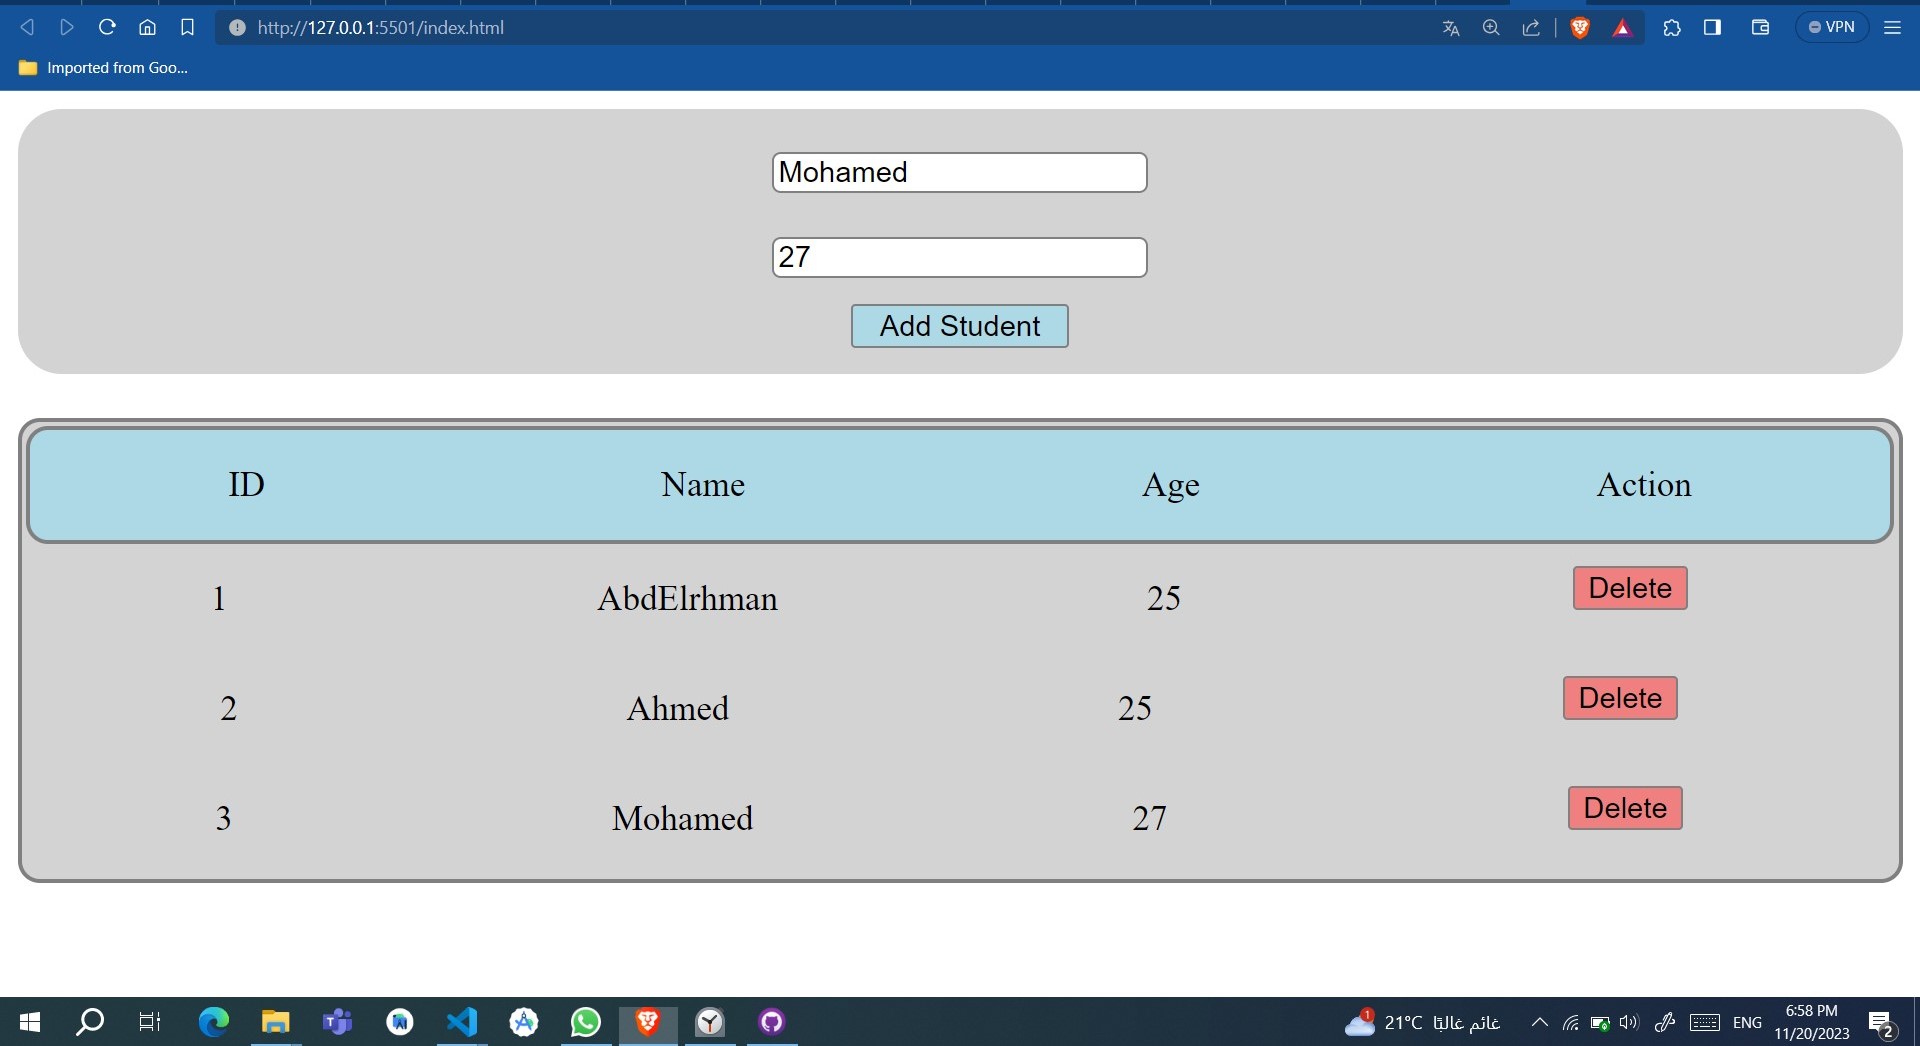 http://127.0.0.1:5501/index.html
VPN
Imported from Goo...
Mohamed
27
Add Student
ID Name Age Action
1 AbdElrhman 25 Delete
2 Ahmed 25 Delete
3 Mohamed 27 Delete
1 21°C غائم غالبًا ENG 6:58 PM
11/20/2023 2